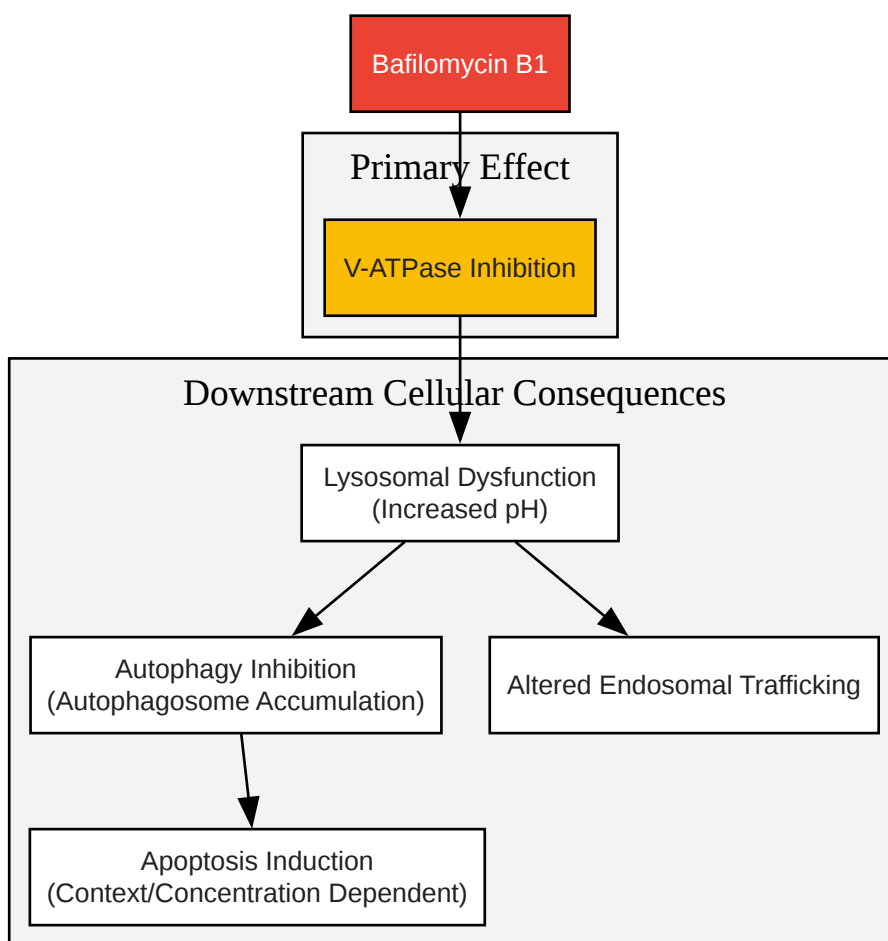 Bafilomycin B1
Primary Effect
V-ATPase Inhibition
Downstream Cellular Consequences
Lysosomal Dysfunction
(Increased pH)
Autophagy Inhibition
(Autophagosome Accumulation)
Altered Endosomal Trafficking
Apoptosis Induction
(Context/Concentration Dependent)